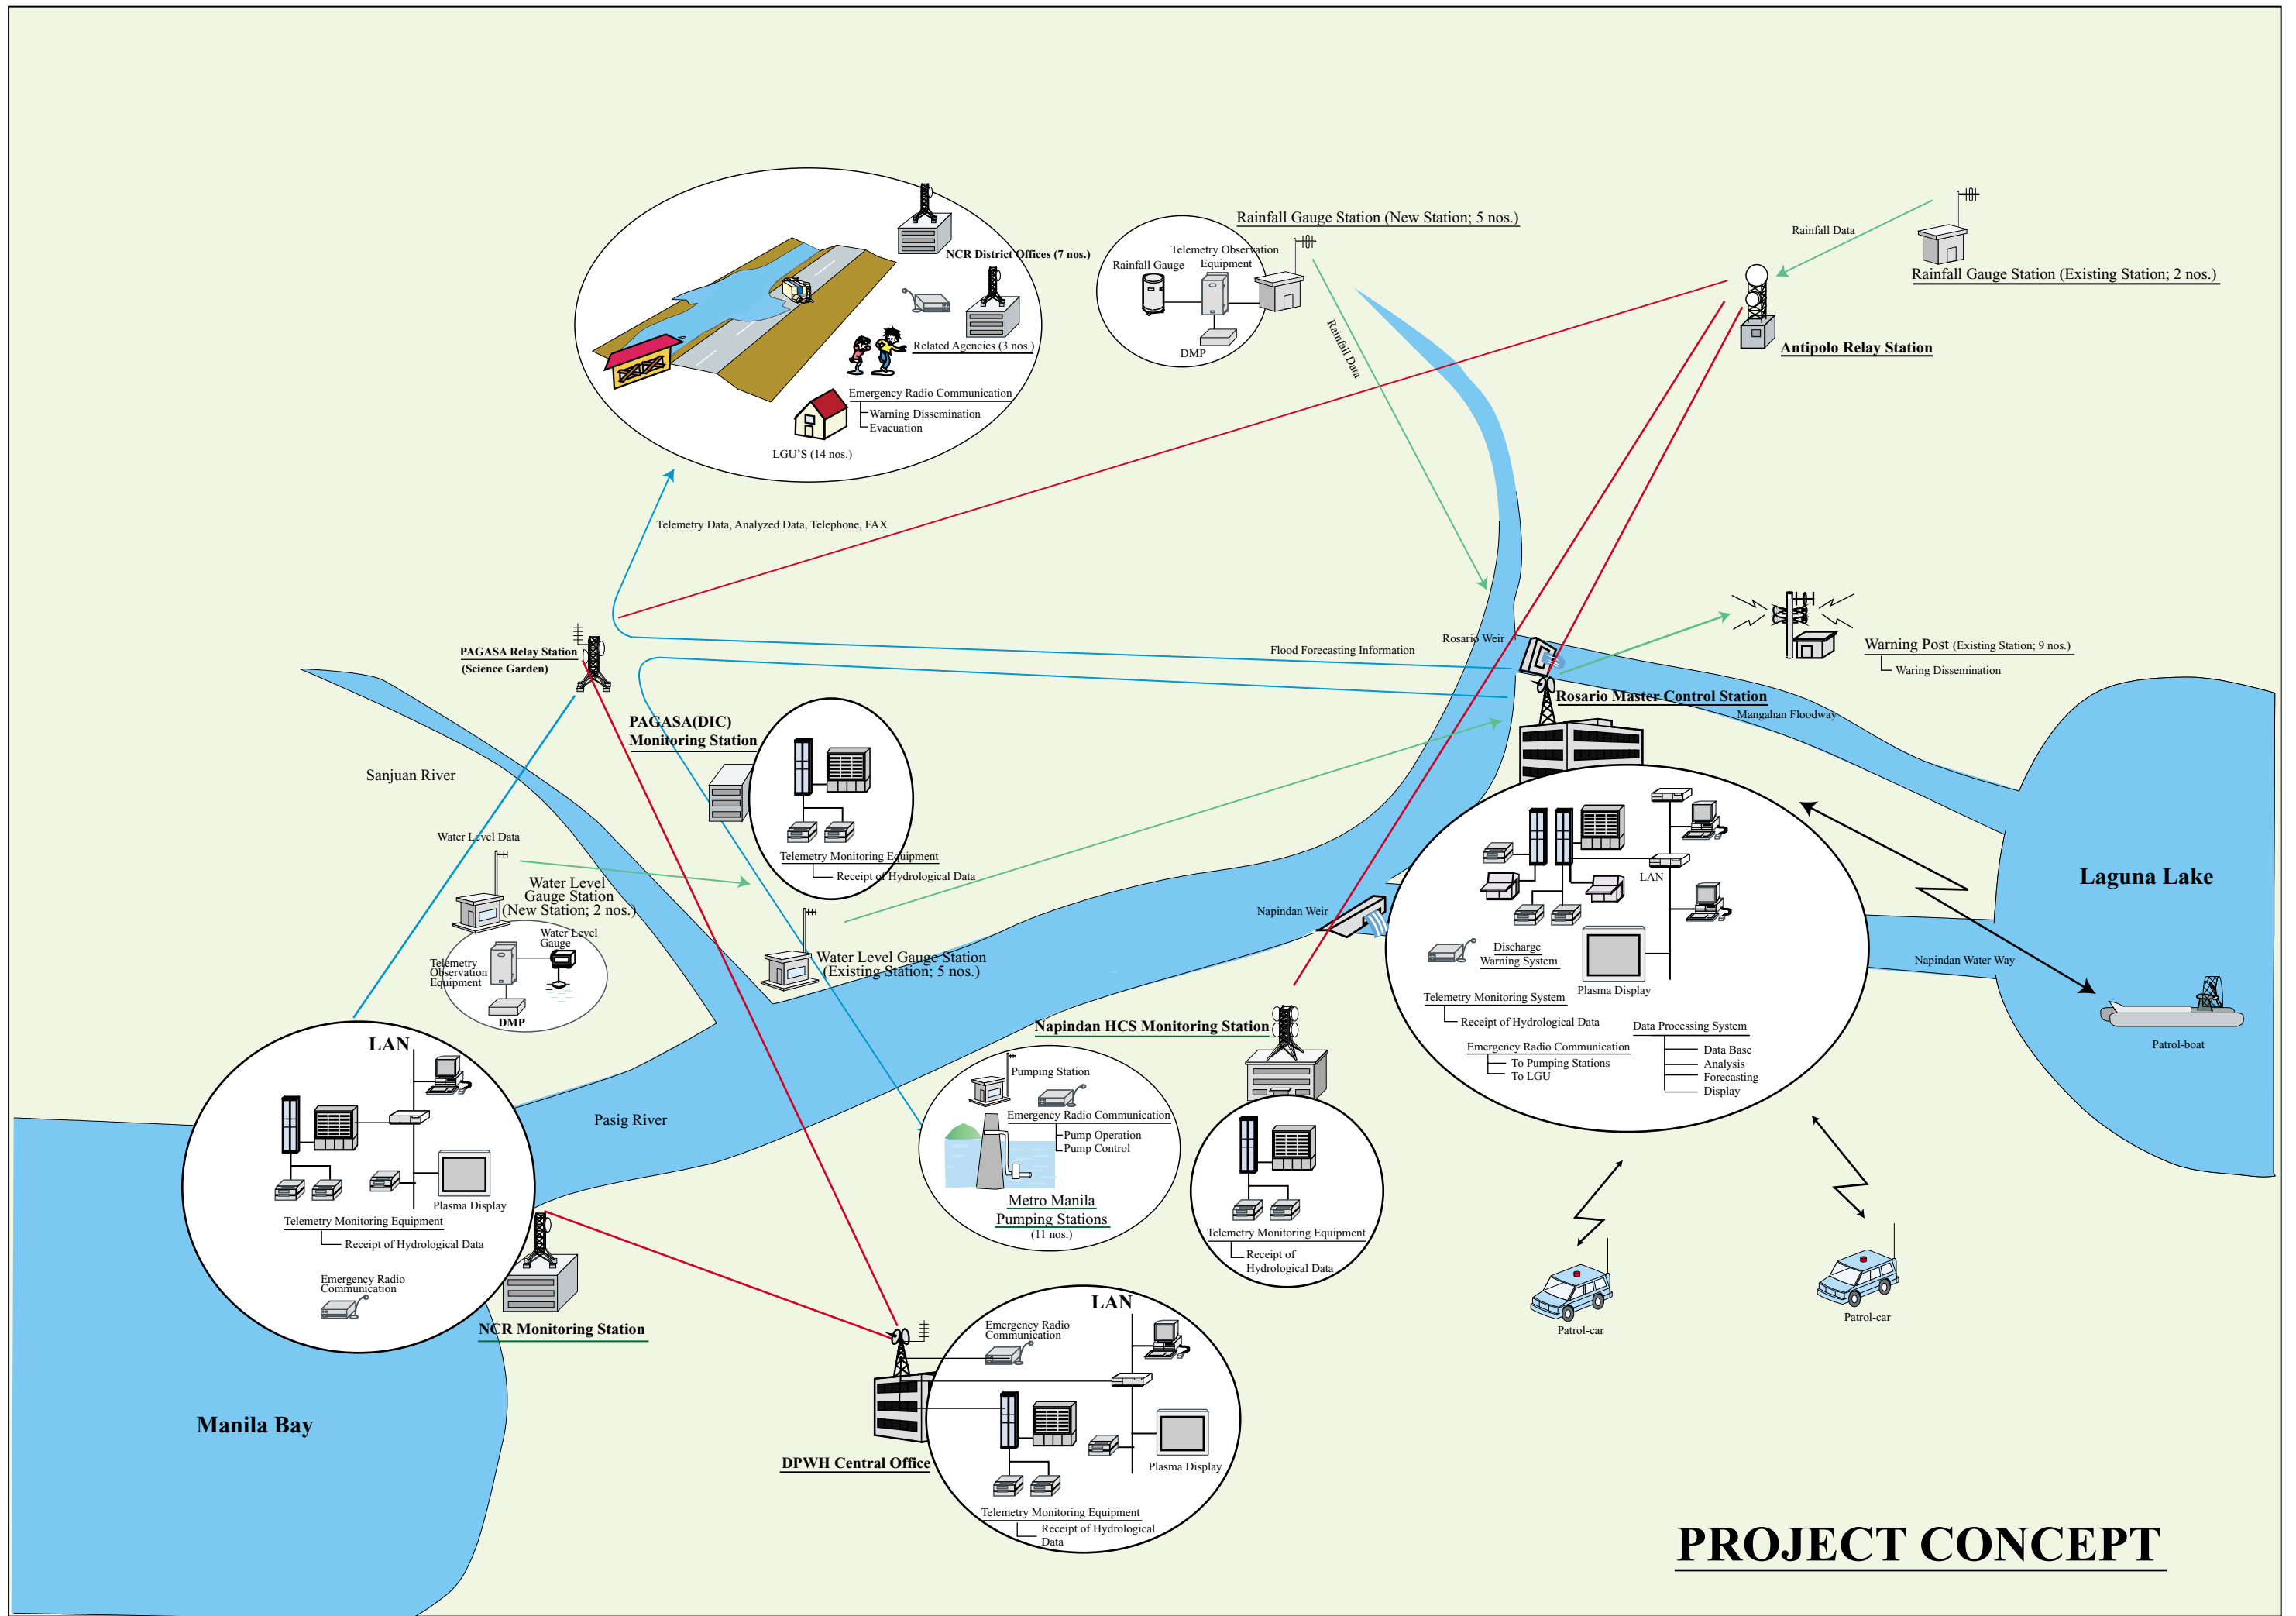 NCR District Offices (7 nos.)
Related Agencies (3 nos.)
Emergency Radio Communication
Warning Dissemination
Evacuation
LGU'S (14 nos.)
Rainfall Gauge Station (New Station; 5 nos.)
Telemetry Observation
Equipment
Rainfall Gauge
DMP
Rainfall Data
Rainfall Data
Rainfall Gauge Station (Existing Station; 2 nos.)
Antipolo Relay Station
Telemetry Data, Analyzed Data, Telephone, FAX
PAGASA Relay Station
(Science Garden)
Flood Forecasting Information
Rosario Weir
Warning Post (Existing Station; 9 nos.)
Waring Dissemination
Rosario Master Control Station
Mangahan Floodway
PAGASA(DIC)
Monitoring Station
Telemetry Monitoring Equipment
Receipt of Hydrological Data
Sanjuan River
Water Level Data
Water Level
Gauge Station
(New Station; 2 nos.)
Water Level
Gauge
Telemetry
Observation
Equipment
DMP
Water Level Gauge Station
(Existing Station; 5 nos.)
Napindan Weir
LAN
Discharge
Warning System
Plasma Display
Telemetry Monitoring System
Receipt of Hydrological Data
Emergency Radio Communication
To Pumping Stations
To LGU
Data Processing System
Data Base
Analysis
Forecasting
Display
Laguna Lake
Napindan Water Way
Patrol-boat
Napindan HCS Monitoring Station
Telemetry Monitoring Equipment
Receipt of
Hydrological Data
Pumping Station
Emergency Radio Communication
Pump Operation
Pump Control
Metro Manila
Pumping Stations
(11 nos.)
Pasig River
LAN
Plasma Display
Telemetry Monitoring Equipment
Receipt of Hydrological Data
Emergency Radio
Communication
NCR Monitoring Station
Manila Bay
LAN
Emergency Radio
Communication
Plasma Display
DPWH Central Office
Telemetry Monitoring Equipment
Receipt of Hydrological
Data
Patrol-car
Patrol-car
PROJECT CONCEPT